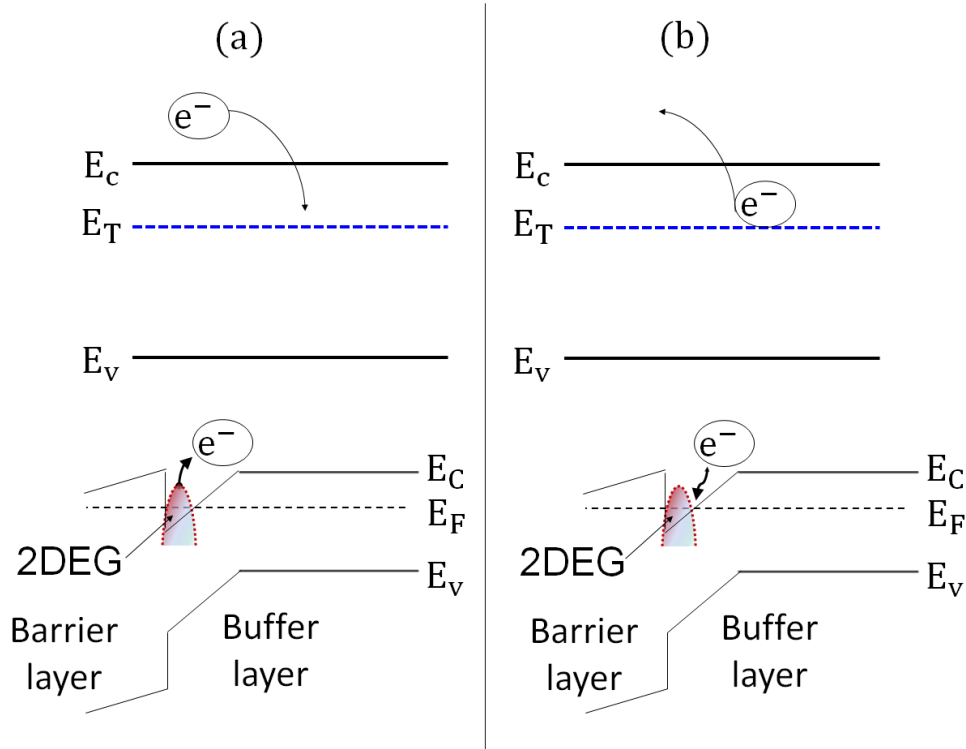 (a)
e⁻
E_c
E_T
E_v
e⁻
E_C
E_F
2DEG
E_v
Barrier
layer
Buffer
layer
(b)
e⁻
E_c
E_T
E_v
e⁻
E_C
E_F
2DEG
E_v
Barrier
layer
Buffer
layer